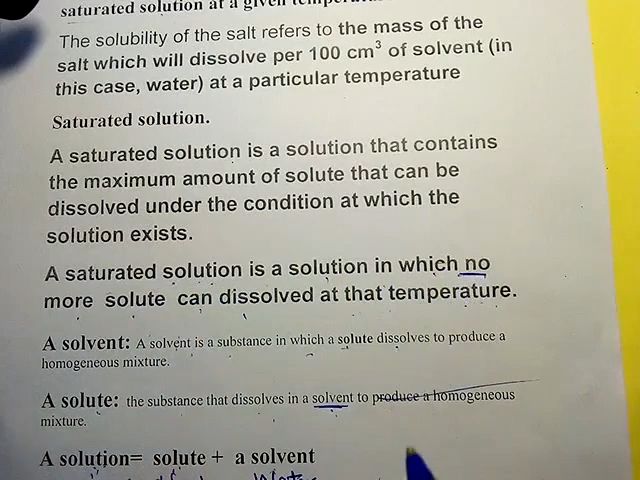 saturated solution at a given
The solubility of the salt refers to the mass of the
salt which will dissolve per 100 cm³ of solvent (in
this case, water) at a particular temperature
Saturated solution.
A saturated solution is a solution that contains
the maximum amount of solute that can be
dissolved under the condition at which the
solution exists.
A saturated solution is a solution in which no
more solute can dissolved at that temperature.
A solvent: A solvent is a substance in which a solute dissolves to produce a
homogeneous mixture.
A solute: the substance that dissolves in a solvent to produce a homogeneous
mixture.
A solution= solute + a solvent